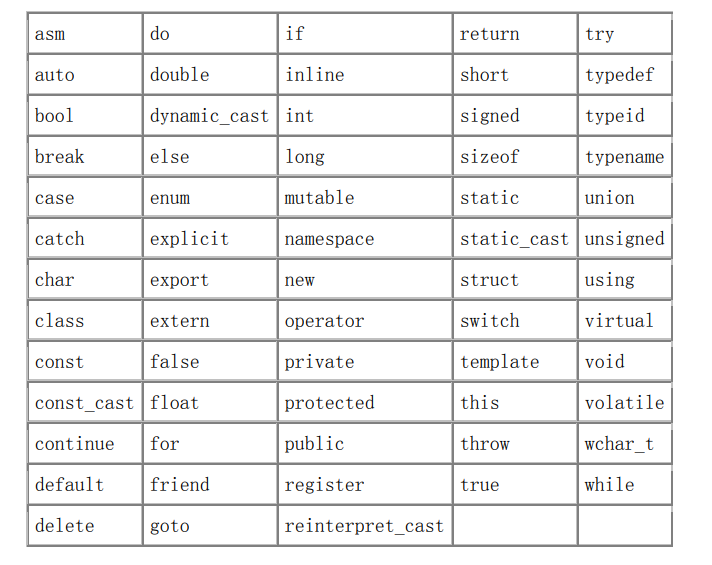 asm do if return try
auto double inline short typedef
bool dynamic_cast int signed typeid
break else long sizeof typename
case enum mutable static union
catch explicit namespace static_cast unsigned
char export new struct using
class extern operator switch virtual
const false private template void
const_cast float protected this volatile
continue for public throw wchar_t
default friend register true while
delete goto reinterpret_cast